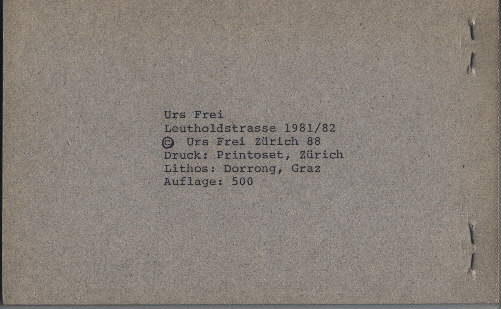 Urs Frei
Leutholdstrasse 1981/82
© Urs Frei Zürich 88
Druck: Printoset, Zürich
Lithos: Dorrong, Graz
Auflage: 500